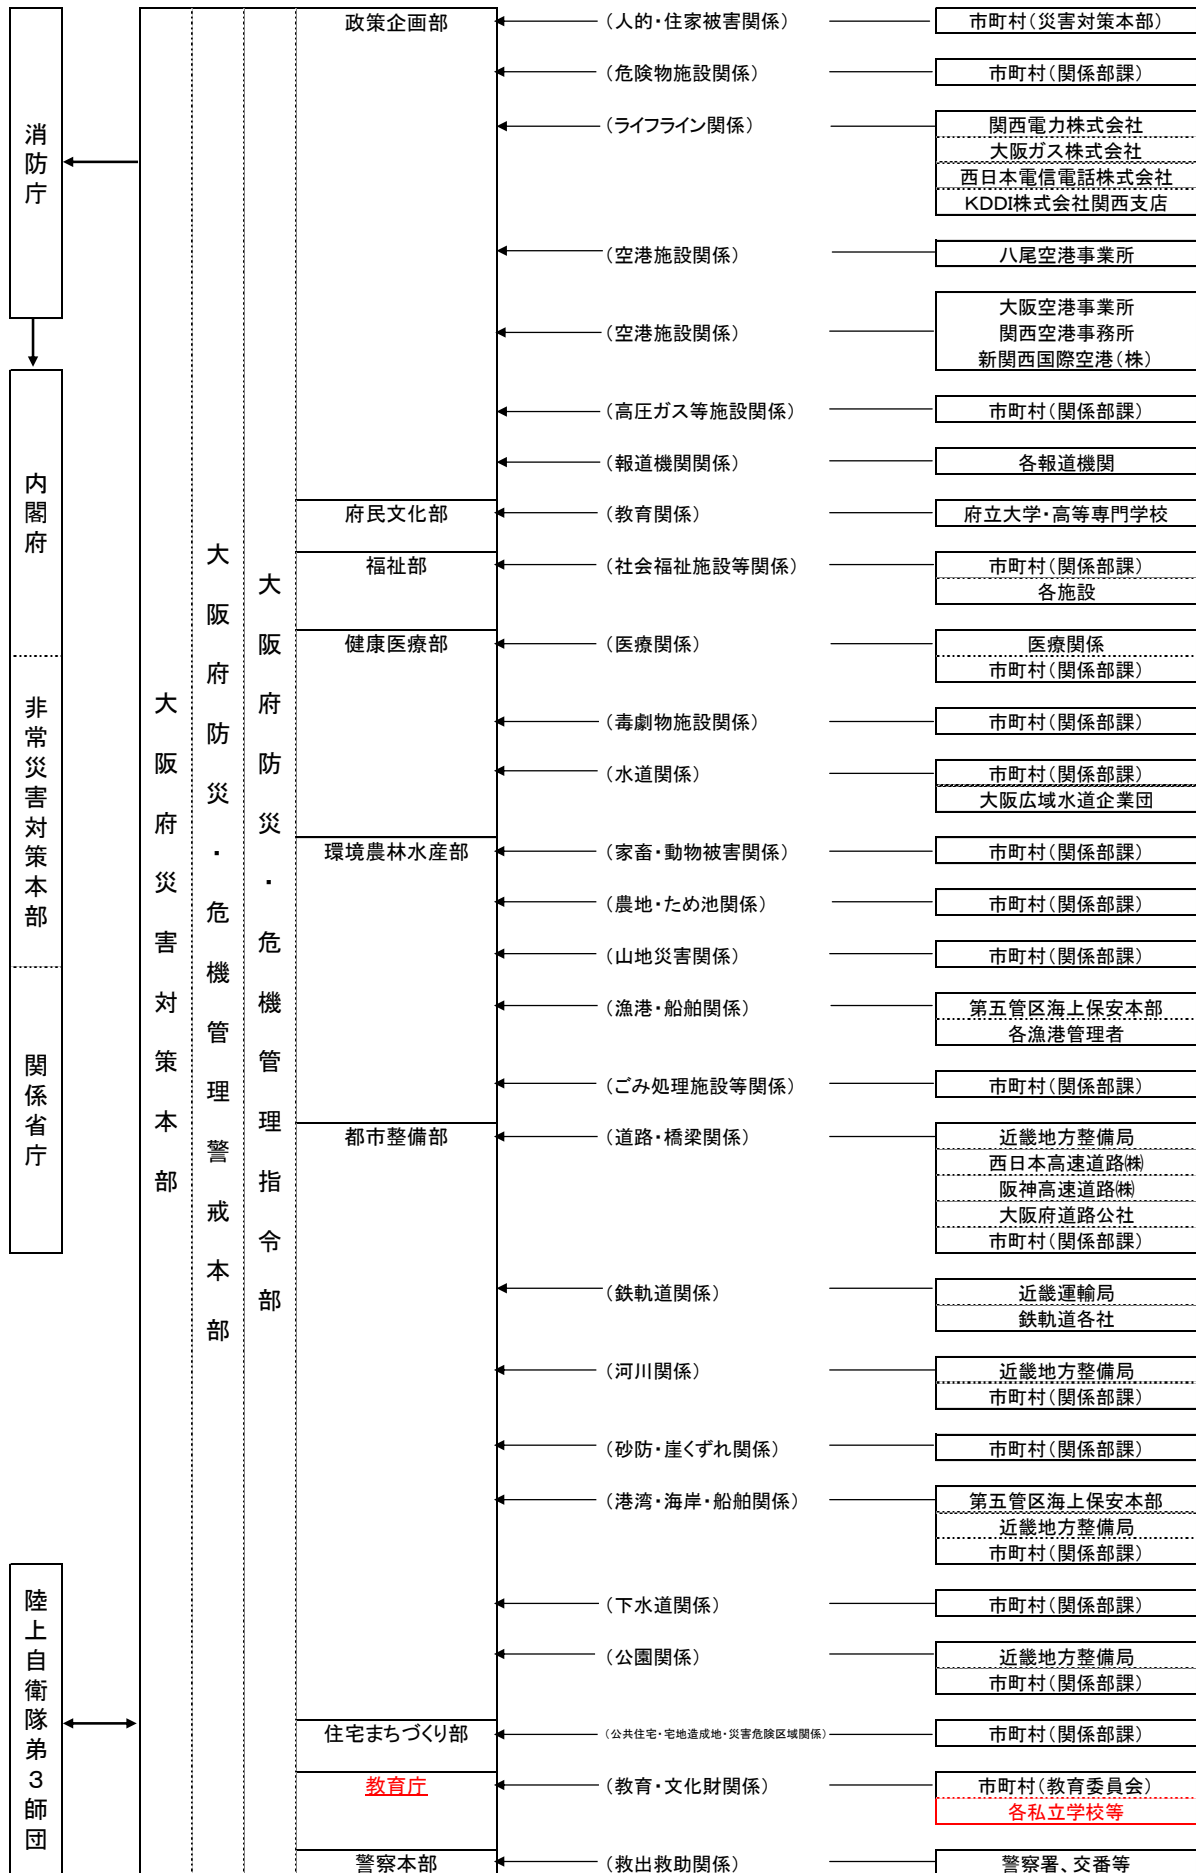 消防庁
内閣府
非常災害対策本部
関係省庁
陸上自衛隊弟3師団
大阪府災害対策本部
大阪府防災・危機管理警戒本部
大阪府防災・危機管理指令部
政策企画部
(人的・住家被害関係)
市町村(災害対策本部)
(危険物施設関係)
市町村(関係部課)
(ライフライン関係)
関西電力株式会社
大阪ガス株式会社
西日本電信電話株式会社
KDDI株式会社関西支店
(空港施設関係)
八尾空港事業所
(空港施設関係)
大阪空港事業所
関西空港事務所
新関西国際空港(株)
(高圧ガス等施設関係)
市町村(関係部課)
(報道機関関係)
各報道機関
府民文化部
(教育関係)
府立大学・高等専門学校
福祉部
(社会福祉施設等関係)
市町村(関係部課)
各施設
健康医療部
(医療関係)
医療関係
市町村(関係部課)
(毒劇物施設関係)
市町村(関係部課)
(水道関係)
市町村(関係部課)
大阪広域水道企業団
環境農林水産部
(家畜・動物被害関係)
市町村(関係部課)
(農地・ため池関係)
市町村(関係部課)
(山地災害関係)
市町村(関係部課)
(漁港・船舶関係)
第五管区海上保安本部
各漁港管理者
(ごみ処理施設等関係)
市町村(関係部課)
都市整備部
(道路・橋梁関係)
近畿地方整備局
西日本高速道路㈱
阪神高速道路㈱
大阪府道路公社
市町村(関係部課)
(鉄軌道関係)
近畿運輸局
鉄軌道各社
(河川関係)
近畿地方整備局
市町村(関係部課)
(砂防・崖くずれ関係)
市町村(関係部課)
(港湾・海岸・船舶関係)
第五管区海上保安本部
近畿地方整備局
市町村(関係部課)
(下水道関係)
市町村(関係部課)
(公園関係)
近畿地方整備局
市町村(関係部課)
住宅まちづくり部
(公共住宅・宅地造成地・災害危険区域関係)
市町村(関係部課)
教育庁
(教育・文化財関係)
市町村(教育委員会)
各私立学校等
警察本部
(救出救助関係)
警察署、交番等